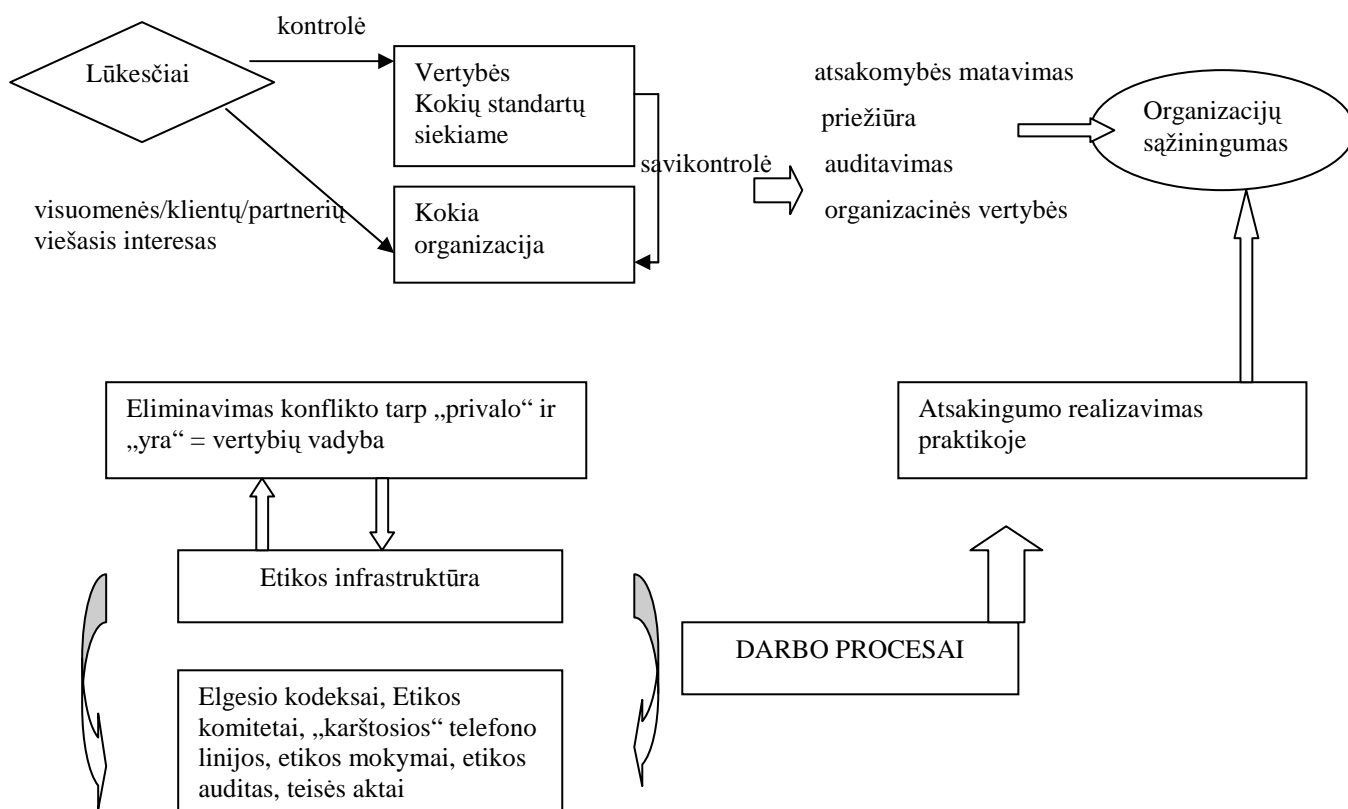 kontrolė
Lūkesčiai
Vertybės
Kokių standartų
siekiame
savikontrolė
visuomenės/klientų/partnerių
viešasis interesas
Kokia
organizacija
atsakomybės matavimas
priežiūra
auditavimas
organizacinės vertybės
Organizacijų
sąžiningumas
Eliminavimas konflikto tarp „privalo“ ir
„yra“ = vertybių vadyba
Atsakingumo realizavimas
praktikoje
Etikos infrastruktūra
DARBO PROCESAI
Elgesio kodeksai, Etikos
komitetai, „karštosios“ telefono
linijos, etikos mokymai, etikos
auditas, teisės aktai